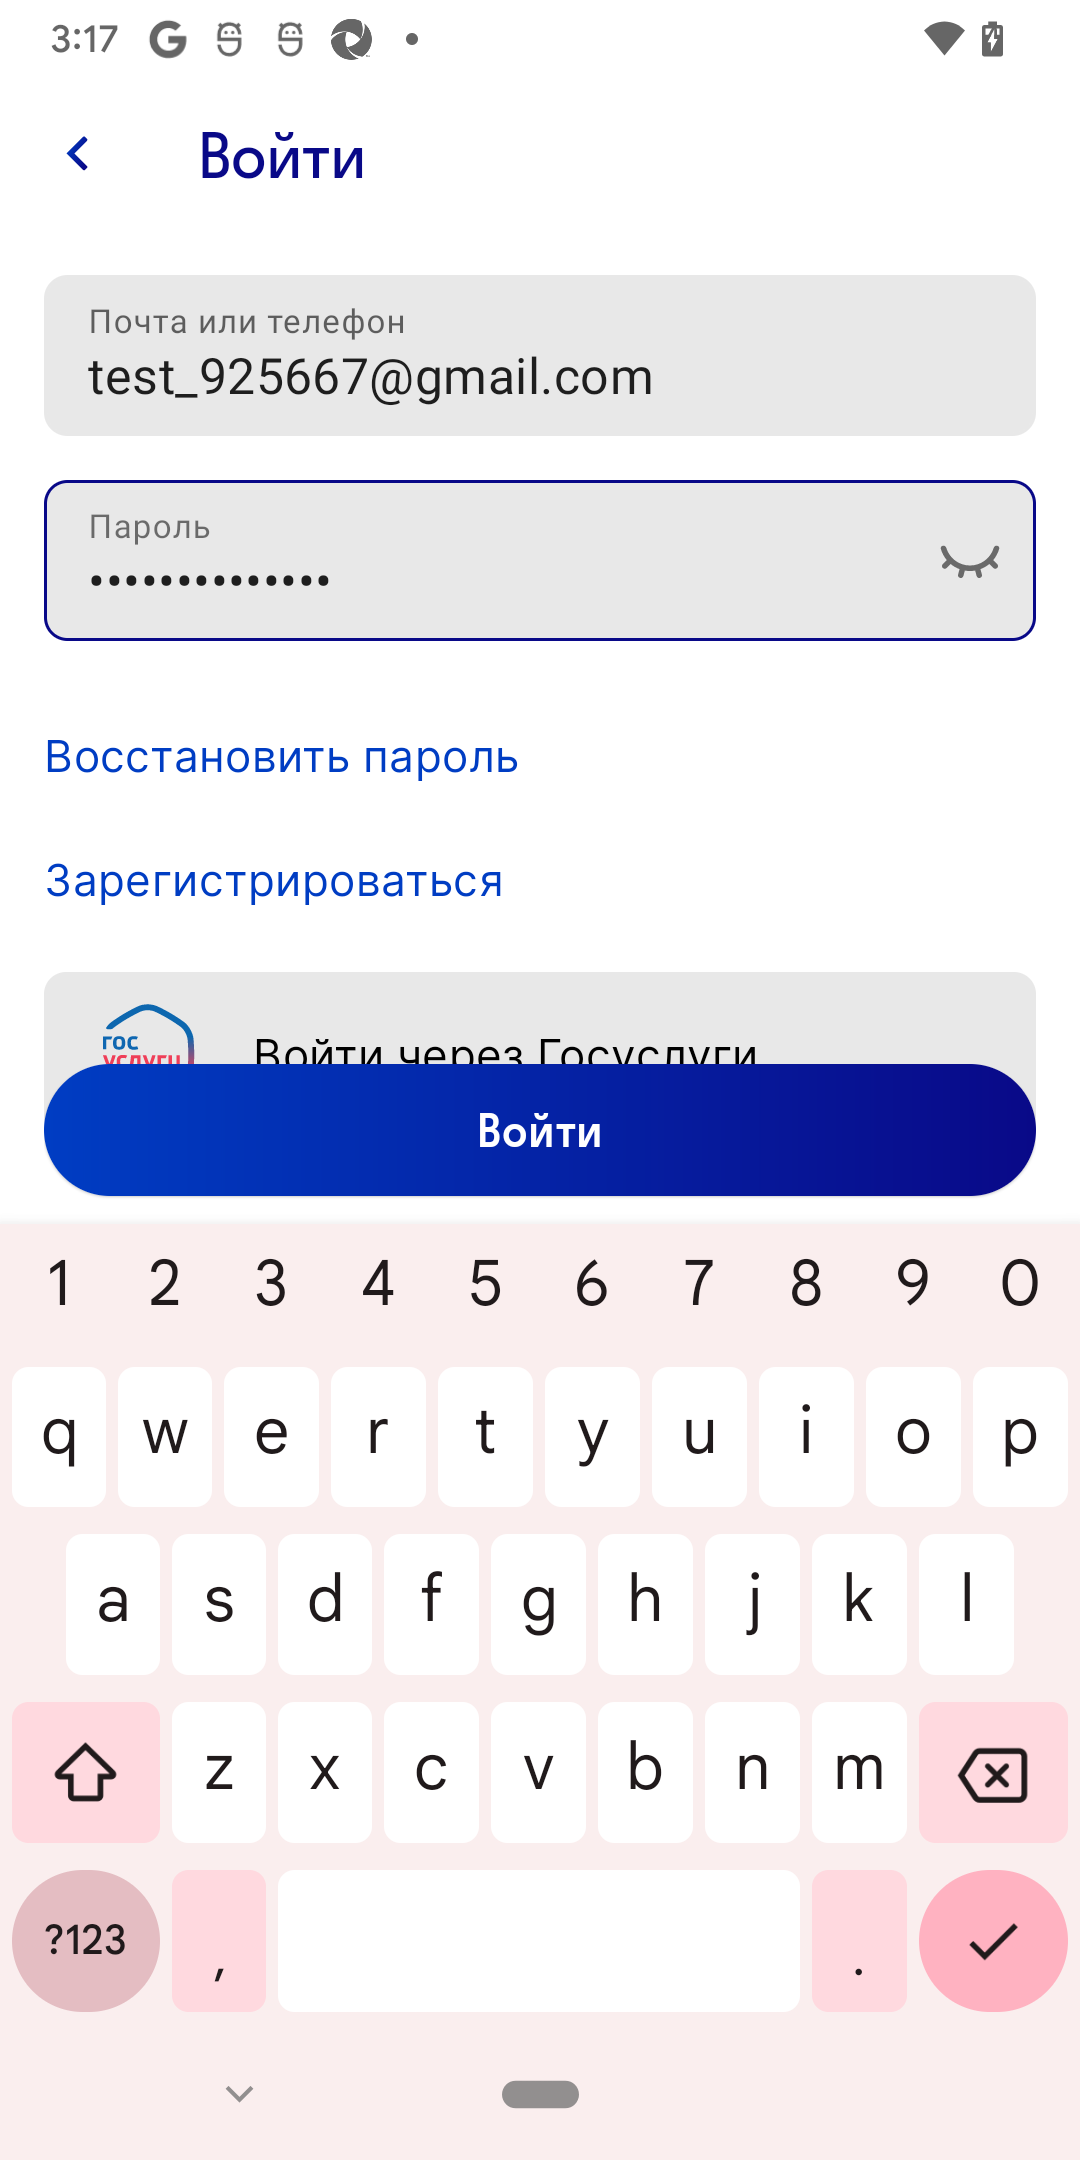 3:17
Войти
Почта или телефон
test_925667@gmail.com
Пароль
••••••••••••••
Восстановить пароль
Зарегистрироваться
гос
услуги
Войти через Госуслуги
Войти
1 2 3 4 5 6 7 8 9 0
q w e r t y u i o p
a s d f g h j k l
z x c v b n m
?123 , .